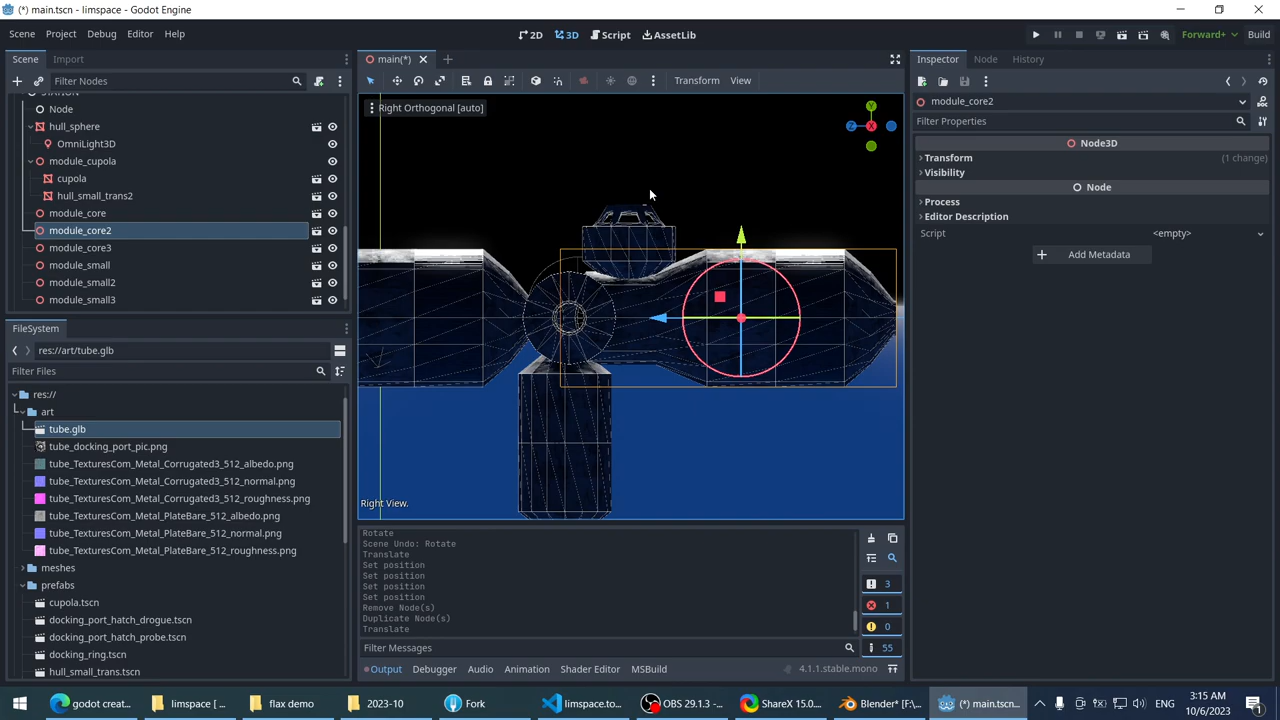 (*) main.tscn - limspace - Godot Engine
Scene Project Debug Editor Help
2D 3D Script AssetLib
Forward+ Build
Scene Import
main(*)
Inspector Node History
Filter Nodes
Transform View
module_core2
Filter Properties
Right Orthogonal [auto]
Y
Z X
STATION
Node
hull_sphere
OmniLight3D
module_cupola
cupola
hull_small_trans2
module_core
module_core2
module_core3
module_small
module_small2
module_small3
Node3D
Transform (1 change)
Visibility
Node
Process
Editor Description
Script <empty>
Add Metadata
FileSystem
res://art/tube.glb
Filter Files
res://
art
tube.glb
tube_docking_port_pic.png
tube_TexturesCom_Metal_Corrugated3_512_albedo.png
tube_TexturesCom_Metal_Corrugated3_512_normal.png
tube_TexturesCom_Metal_Corrugated3_512_roughness.png
tube_TexturesCom_Metal_PlateBare_512_albedo.png
tube_TexturesCom_Metal_PlateBare_512_normal.png
tube_TexturesCom_Metal_PlateBare_512_roughness.png
meshes
prefabs
cupola.tscn
docking_port_hatch_drogue.tscn
docking_port_hatch_probe.tscn
docking_ring.tscn
hull_small_trans.tscn
Right View.
Rotate
Scene Undo: Rotate
Translate
Set position
Set position
Set position
Set position
Remove Node(s)
Duplicate Node(s)
Translate
3
1
0
55
Filter Messages
Output Debugger Audio Animation Shader Editor MSBuild
4.1.1.stable.mono
godot creat...
limspace [ ...
flax demo
2023-10
Fork
limspace.to...
OBS 29.1.3 - ...
ShareX 15.0...
Blender* [F:\...
(*) main.tscn...
ENG
3:15 AM
10/6/2023
1